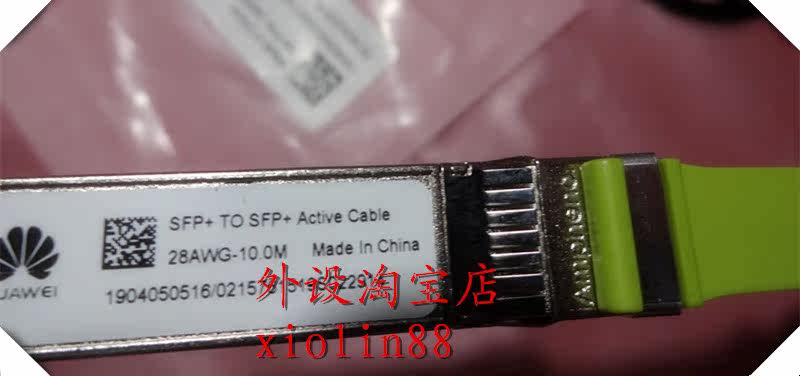 SFP+ TO SFP+ Active Cable
28AWG-10.0M Made In China
HUAWEI
1904050516/02151
外设淘宝店
xiolin88
Amphenol